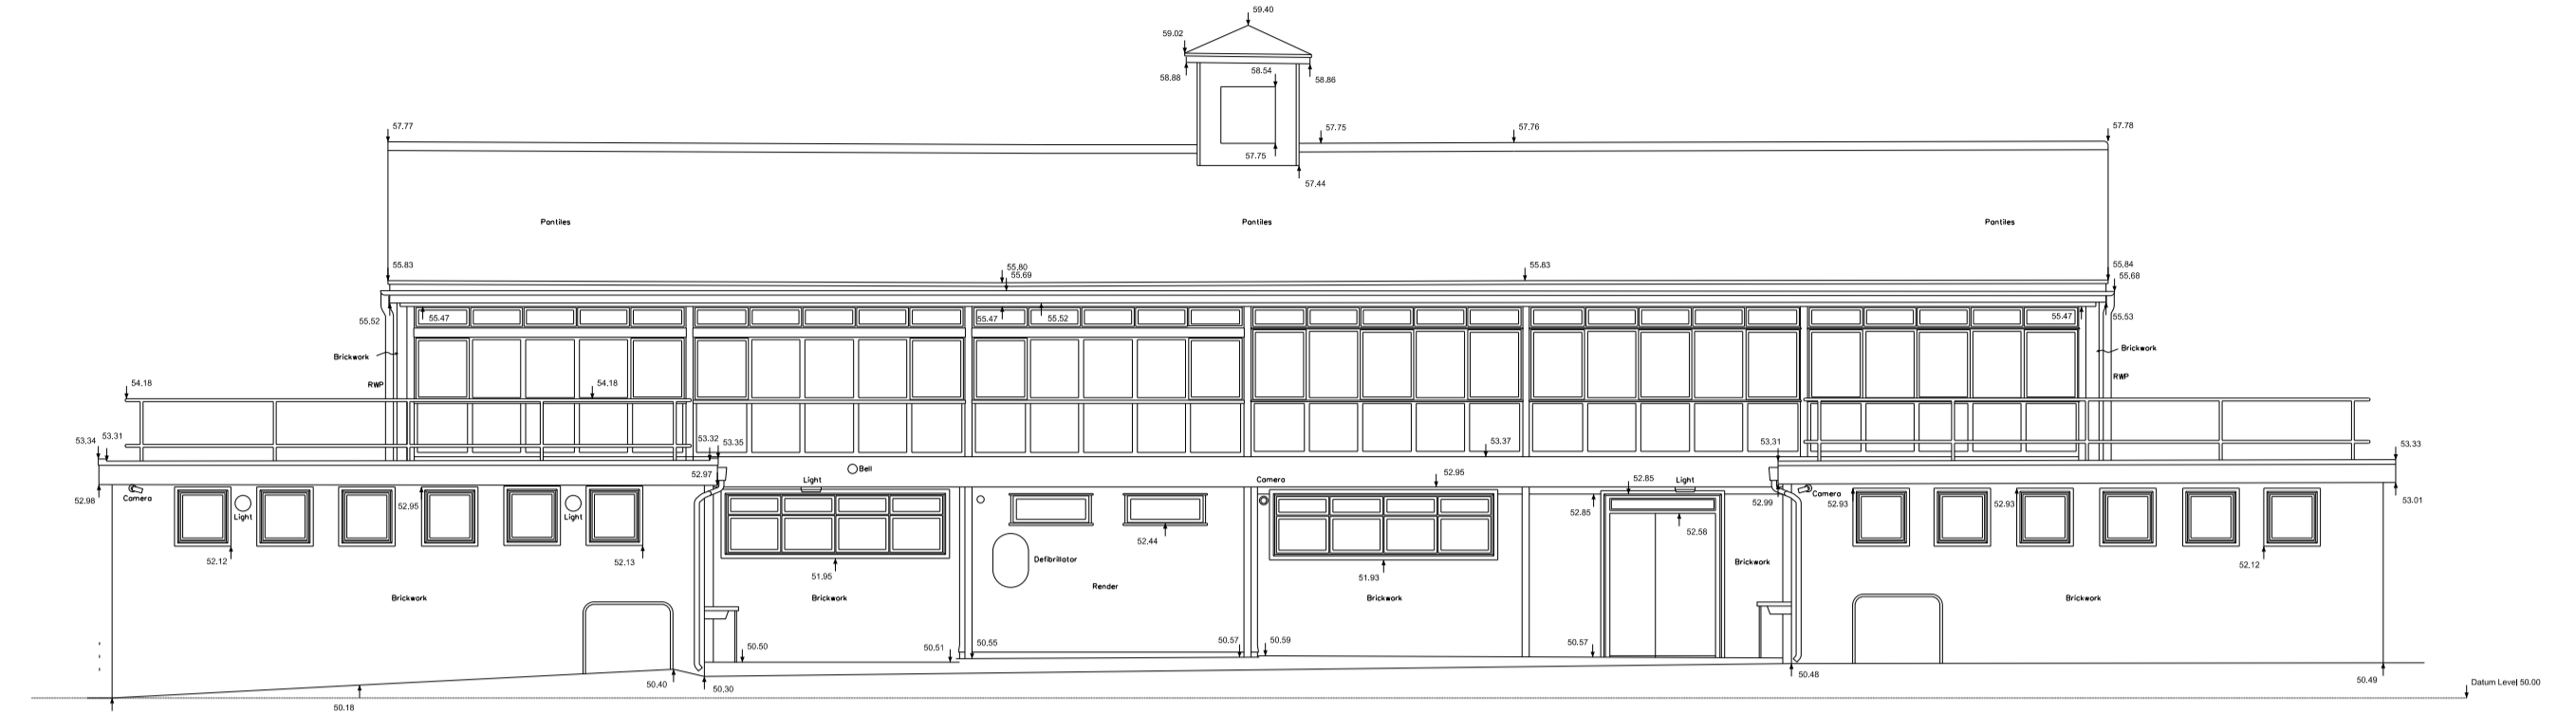 59.40
59.02
58.88
58.54
58.86
57.77
57.75
57.76
57.78
57.75
57.44
Pantiles
Pantiles
Pantiles
55.83
55.80
55.69
55.83
55.84
55.68
55.52
55.47
55.47
55.52
55.47
55.53
Brickwork
Brickwork
RWP
RWP
54.18
54.18
53.34
53.31
53.32
53.35
53.37
53.31
53.33
52.97
Bell
52.98
Camera
Light
52.95
Light
Light
Camera
52.95
52.85
Light
52.85
52.99
Camera
52.93
52.93
53.01
52.12
52.13
52.44
52.58
52.12
51.95
Defibrillator
51.93
Brickwork
Brickwork
Brickwork
Render
Brickwork
Brickwork
50.50
50.51
50.55
50.57
50.59
50.57
50.40
50.30
50.48
50.49
50.18
Datum Level 50.00